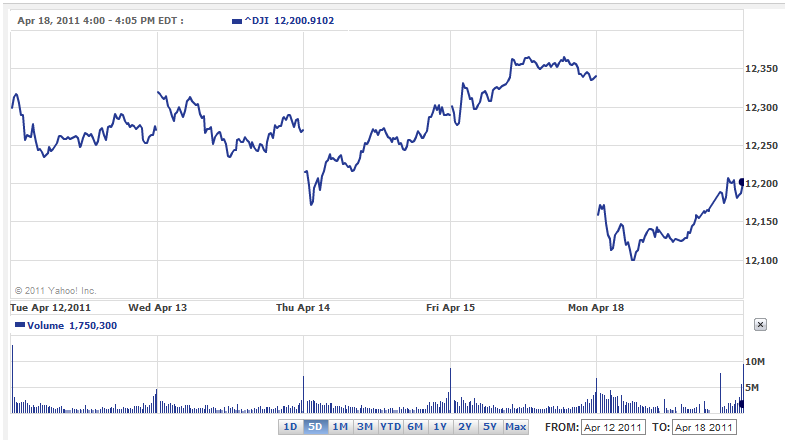 Apr 18, 2011 4:00 - 4:05 PM EDT : ^DJI 12,200.9102
12,350
12,300
12,250
12,200
12,150
12,100
© 2011 Yahoo! Inc.
Tue Apr 12,2011 Wed Apr 13 Thu Apr 14 Fri Apr 15 Mon Apr 18
Volume 1,750,300 x
10M
5M
1D 5D 1M 3M YTD 6M 1Y 2Y 5Y Max FROM: Apr 12 2011 TO: Apr 18 2011